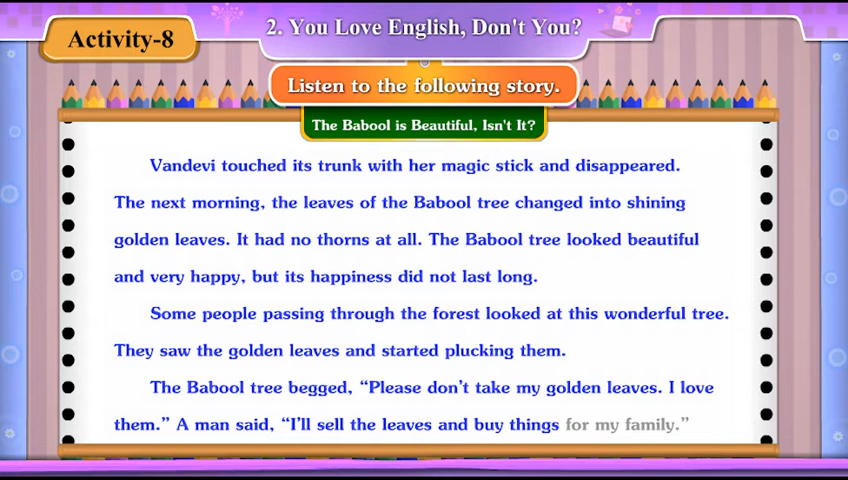 2. You Love English, Don't You?
Activity-8
Listen to the following story.
The Babool is Beautiful, Isn't It?
Vandevi touched its trunk with her magic stick and disappeared.
The next morning, the leaves of the Babool tree changed into shining
golden leaves. It had no thorns at all. The Babool tree looked beautiful
and very happy, but its happiness did not last long.
Some people passing through the forest looked at this wonderful tree.
They saw the golden leaves and started plucking them.
The Babool tree begged, “Please don’t take my golden leaves. I love
them.” A man said, “I’ll sell the leaves and buy things for my family.”